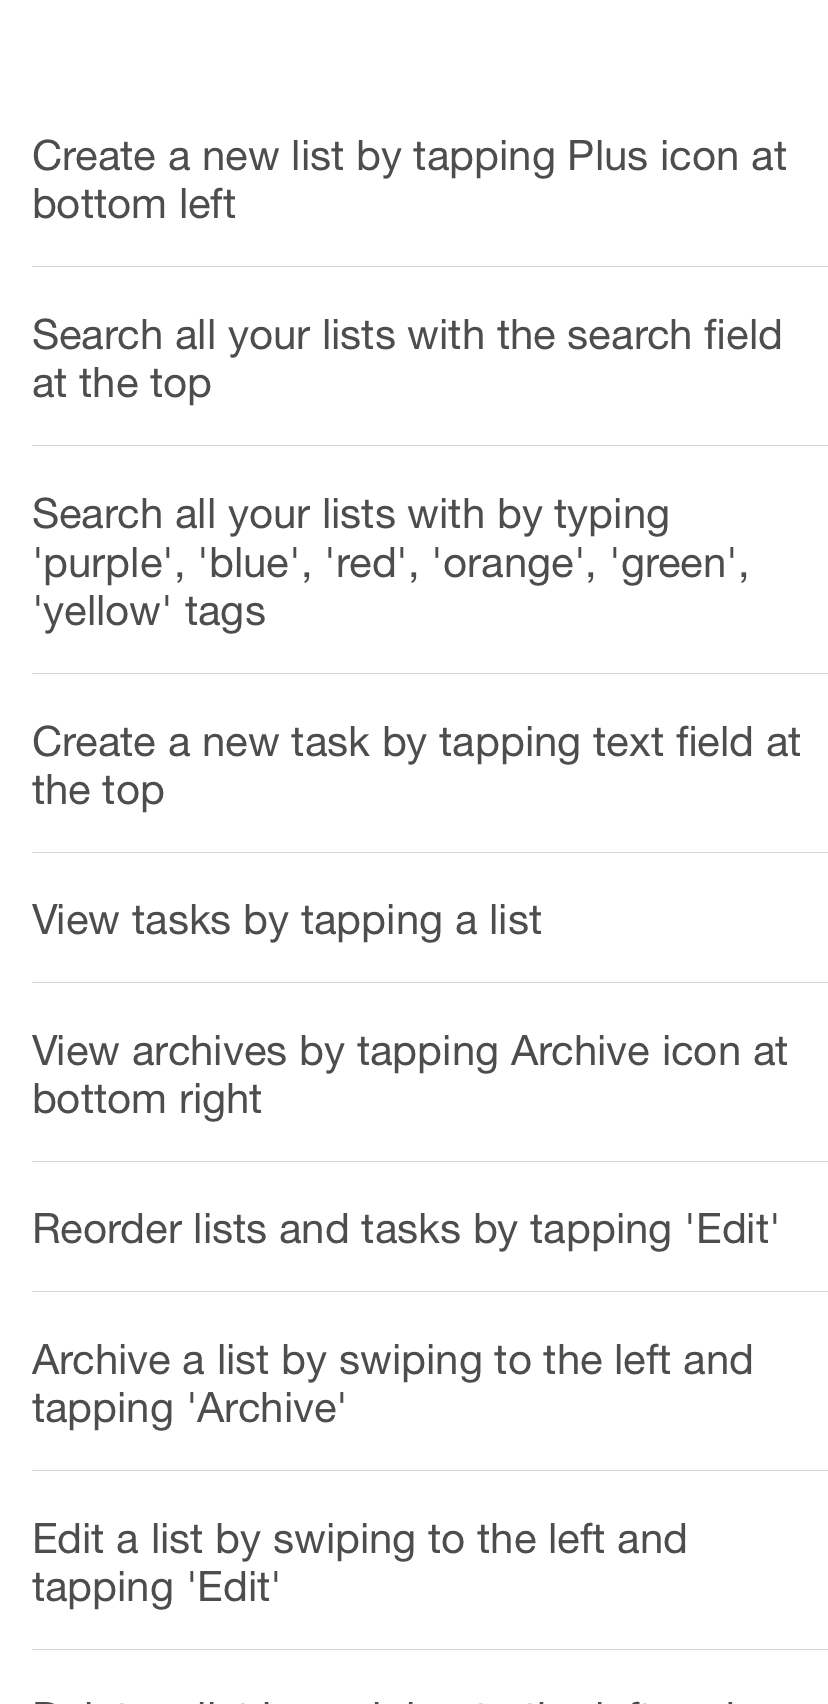 Create a new list by tapping Plus icon at
bottom left
Search all your lists with the search field
at the top
Search all your lists with by typing
'purple', 'blue', 'red', 'orange', 'green',
'yellow' tags
Create a new task by tapping text field at
the top
View tasks by tapping a list
View archives by tapping Archive icon at
bottom right
Reorder lists and tasks by tapping 'Edit'
Archive a list by swiping to the left and
tapping 'Archive'
Edit a list by swiping to the left and
tapping 'Edit'